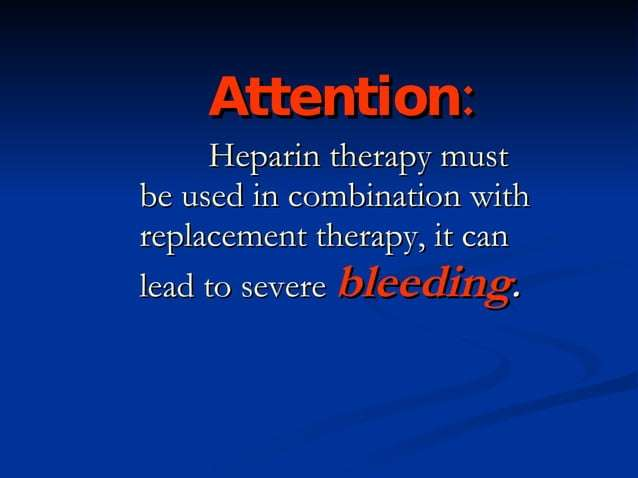 Attention:
Heparin therapy must
be used in combination with
replacement therapy, it can
lead to severe bleeding.